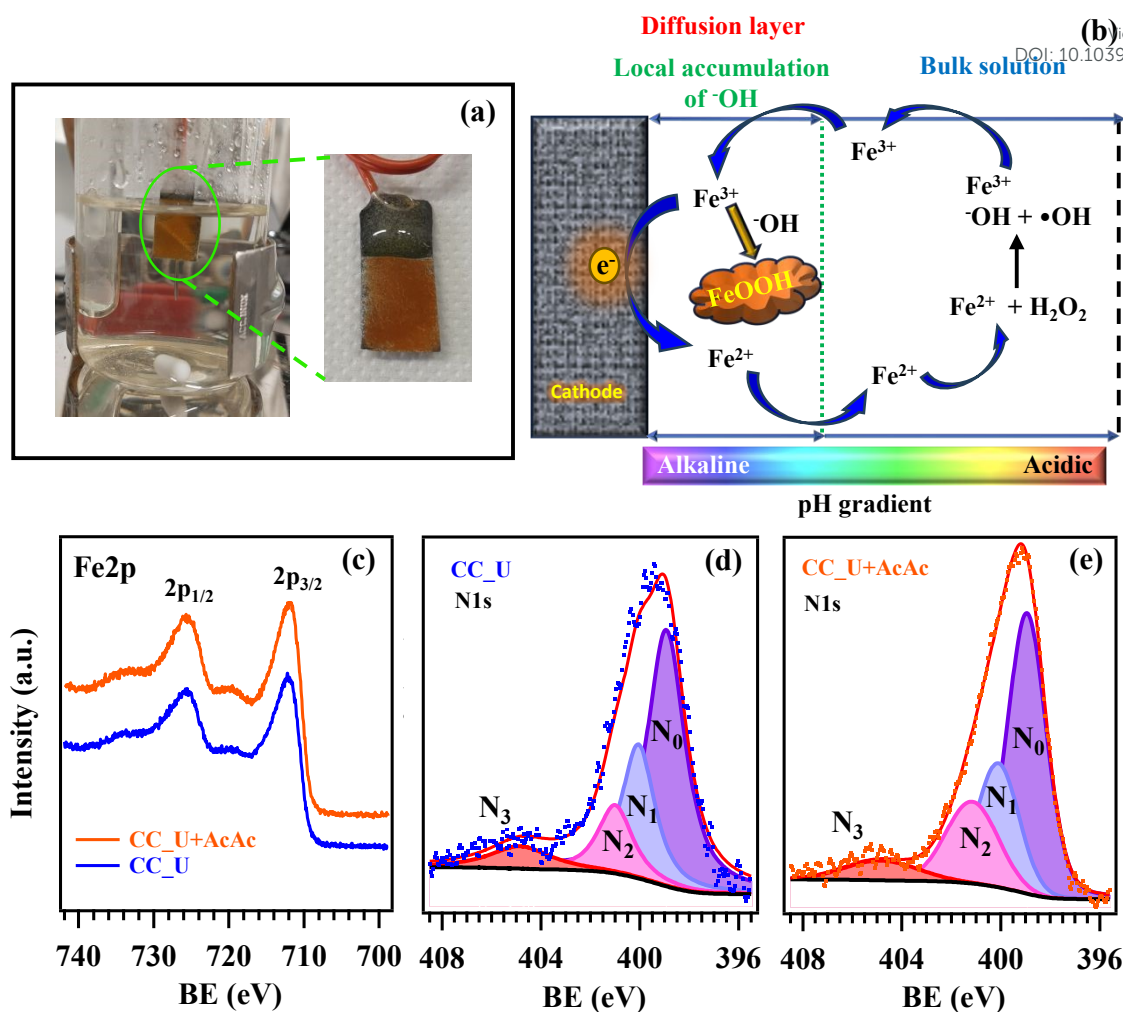 (a)
Diffusion layer
(b)
DOI: 10.1039
Local accumulation
of ⁻OH
Bulk solution
Fe³⁺
Fe³⁺
Fe³⁺
⁻OH
⁻OH + •OH
e⁻
FeOOH
Fe²⁺ + H₂O₂
Fe²⁺
Fe²⁺
Cathode
Alkaline
Acidic
pH gradient
Fe2p
(c)
2p₁/₂
2p₃/₂
CC_U+AcAc
CC_U
Intensity (a.u.)
740 730 720 710 700
BE (eV)
CC_U
(d)
N1s
N₀
N₁
N₂
N₃
408 404 400 396
BE (eV)
CC_U+AcAc
(e)
N1s
N₀
N₁
N₂
N₃
408 404 400 396
BE (eV)